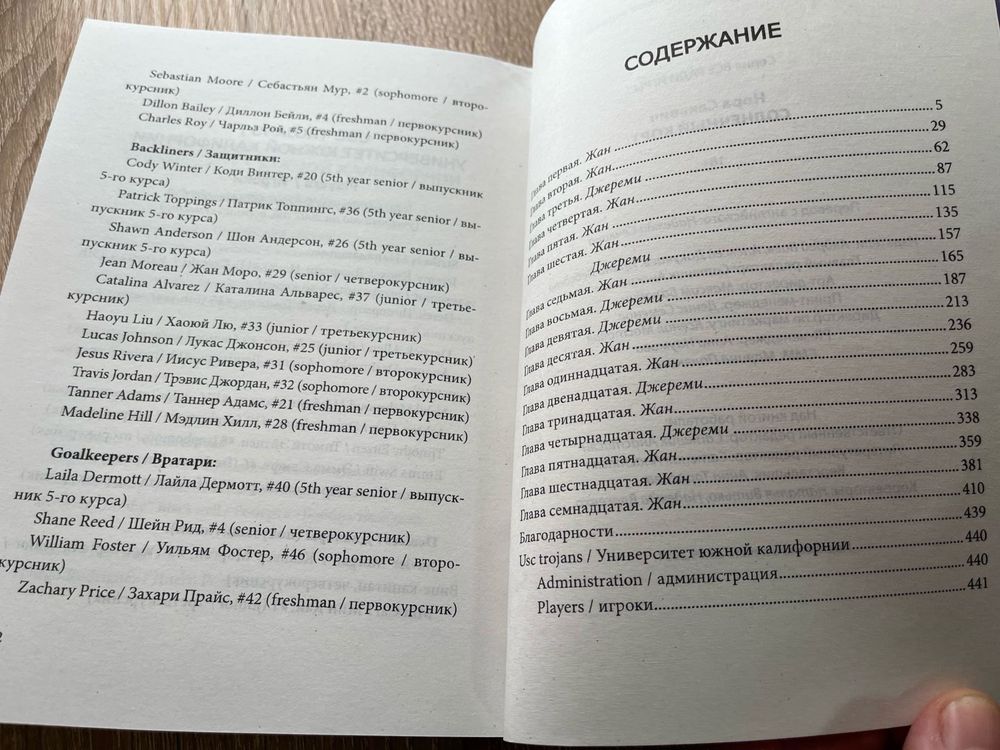 Sebastian Moore / Себастьян Мур, #2 (sophomore / второ-
курсник)
Dillon Bailey / Диллон Бейли, #4 (freshman / первокурсник)
Charles Roy / Чарльз Рой, #5 (freshman / первокурсник)
Backliners / Защитники:
Cody Winter / Коди Винтер, #20 (5th year senior / выпускник
5-го курса)
Patrick Toppings / Патрик Топпингс, #36 (5th year senior / вы-
пускник 5-го курса)
Shawn Anderson / Шон Андерсон, #26 (5th year senior / вы-
пускник 5-го курса)
Jean Moreau / Жан Моро, #29 (senior / четверокурсник)
Catalina Alvarez / Каталина Альварес, #37 (junior / третье-
курсник)
Haoyu Liu / Хаоюй Лю, #33 (junior / третьекурсник)
Lucas Johnson / Лукас Джонсон, #25 (junior / третьекурсник)
Jesus Rivera / Иисус Ривера, #31 (sophomore / второкурсник)
Travis Jordan / Трэвис Джордан, #32 (sophomore / второкурсник)
Tanner Adams / Таннер Адамс, #21 (freshman / первокурсник)
Madeline Hill / Мэдлин Хилл, #28 (freshman / первокурсник)
Goalkeepers / Вратари:
Laila Dermott / Лайла Дермотт, #40 (5th year senior / выпуск-
ник 5-го курса)
Shane Reed / Шейн Рид, #4 (senior / четверокурсник)
William Foster / Уильям Фостер, #46 (sophomore / второ-
курсник)
Zachary Price / Захари Прайс, #42 (freshman / первокурсник)
2
СОДЕРЖАНИЕ
Глава первая. Жан 5
Глава вторая. Жан 29
Глава третья. Джереми 62
Глава четвертая. Жан 87
Глава пятая. Жан 115
Глава шестая. Жан 135
Джереми 157
Глава седьмая. Жан 165
Глава восьмая. Джереми 187
Глава девятая. Джереми 213
Глава десятая. Жан 236
Глава одиннадцатая. Жан 259
Глава двенадцатая. Джереми 283
Глава тринадцатая. Жан 313
Глава четырнадцатая. Джереми 338
Глава пятнадцатая. Жан 359
Глава шестнадцатая. Жан 381
Глава семнадцатая. Жан 410
Благодарности 439
Usc trojans / Университет южной калифорнии 440
Administration / администрация 440
Players / игроки 441